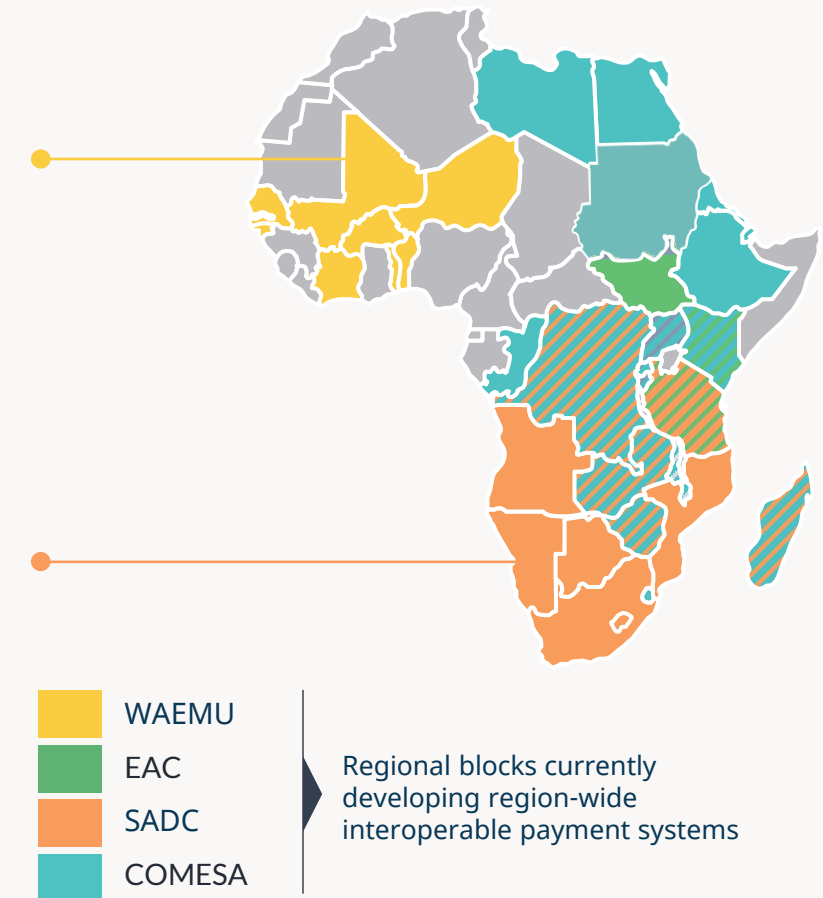 WAEMU
EAC
SADC
COMESA
Regional blocks currently
developing region-wide
interoperable payment systems